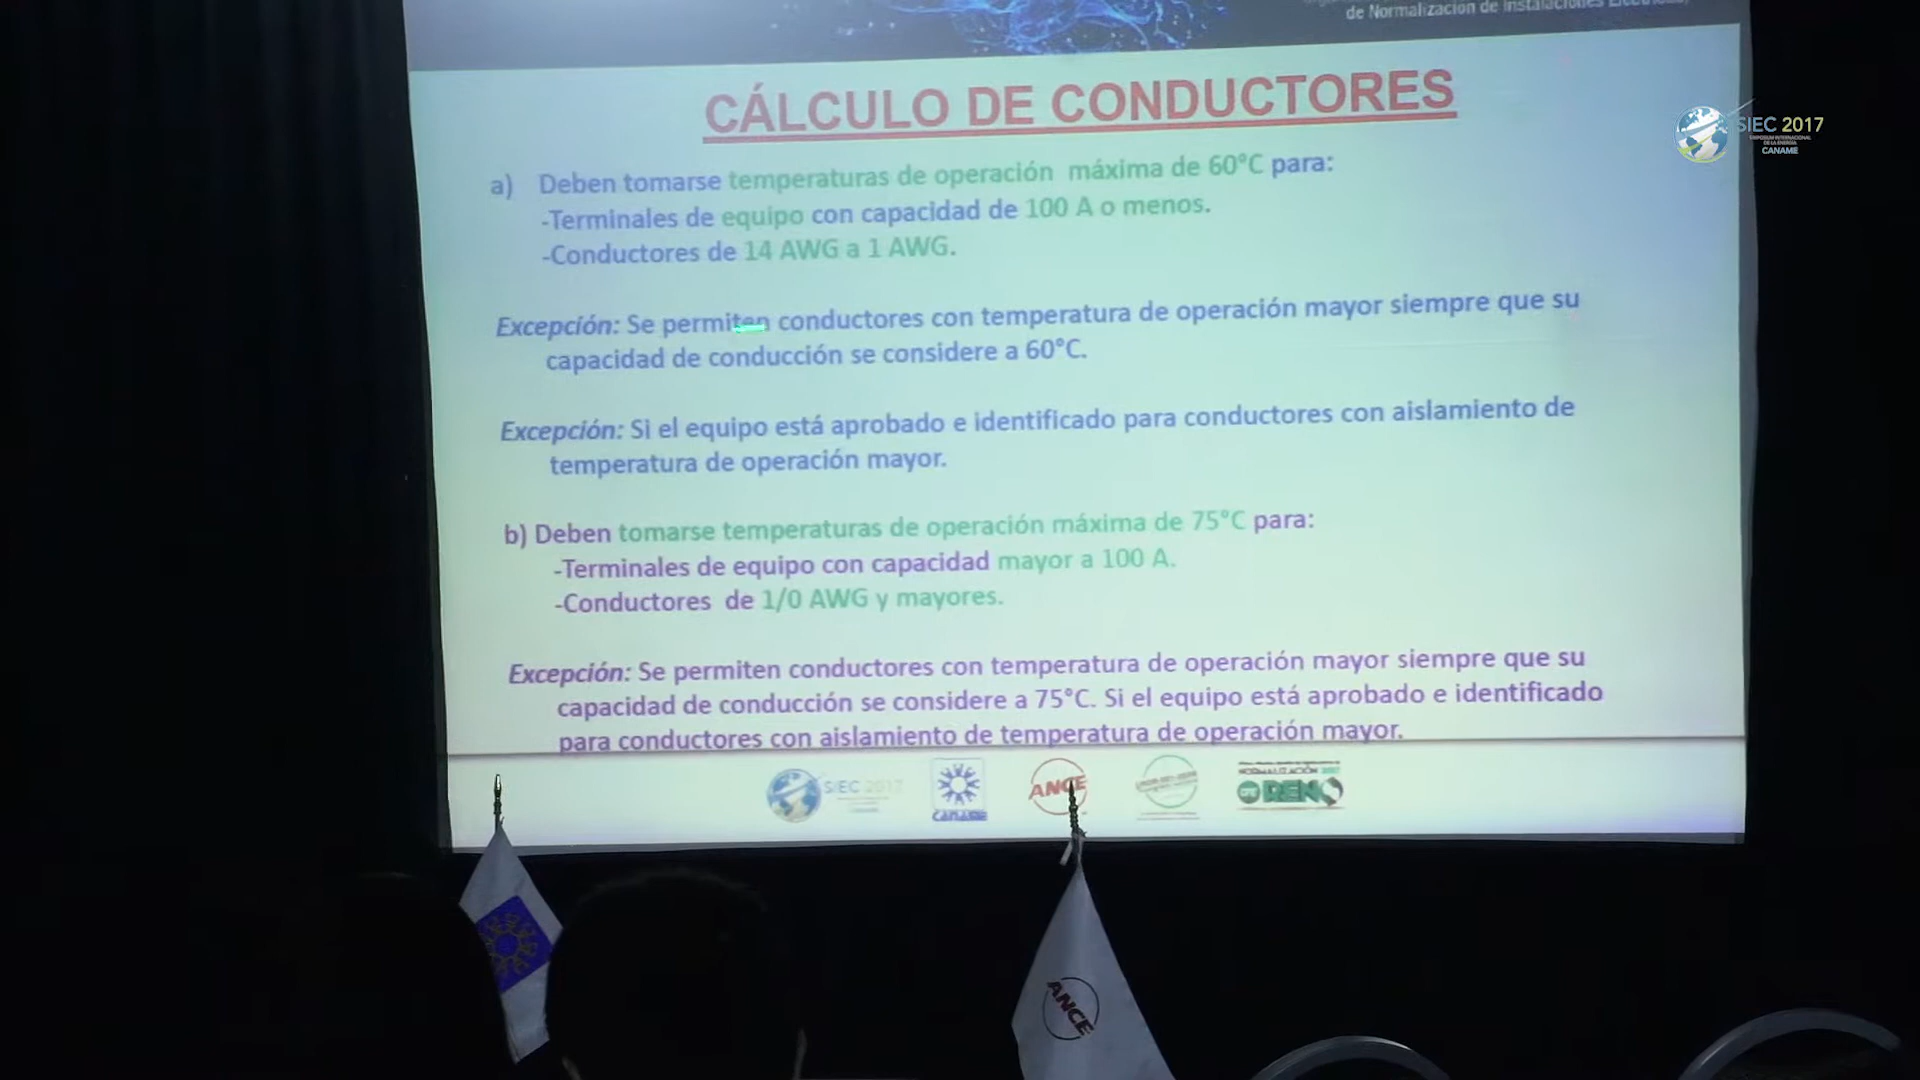 de Normalización de Instalaciones Eléctricas
CÁLCULO DE CONDUCTORES
SIEC 2017
SIMPOSIUM INTERNACIONAL
DE LA ENERGÍA
CANAME
a) Deben tomarse temperaturas de operación máxima de 60°C para:
-Terminales de equipo con capacidad de 100 A o menos.
-Conductores de 14 AWG a 1 AWG.
Excepción: Se permiten conductores con temperatura de operación mayor siempre que su
capacidad de conducción se considere a 60°C.
Excepción: Si el equipo está aprobado e identificado para conductores con aislamiento de
temperatura de operación mayor.
b) Deben tomarse temperaturas de operación máxima de 75°C para:
-Terminales de equipo con capacidad mayor a 100 A.
-Conductores de 1/0 AWG y mayores.
Excepción: Se permiten conductores con temperatura de operación mayor siempre que su
capacidad de conducción se considere a 75°C. Si el equipo está aprobado e identificado
para conductores con aislamiento de temperatura de operación mayor.
SIEC 2017
CANAME
ANCE
ANCE